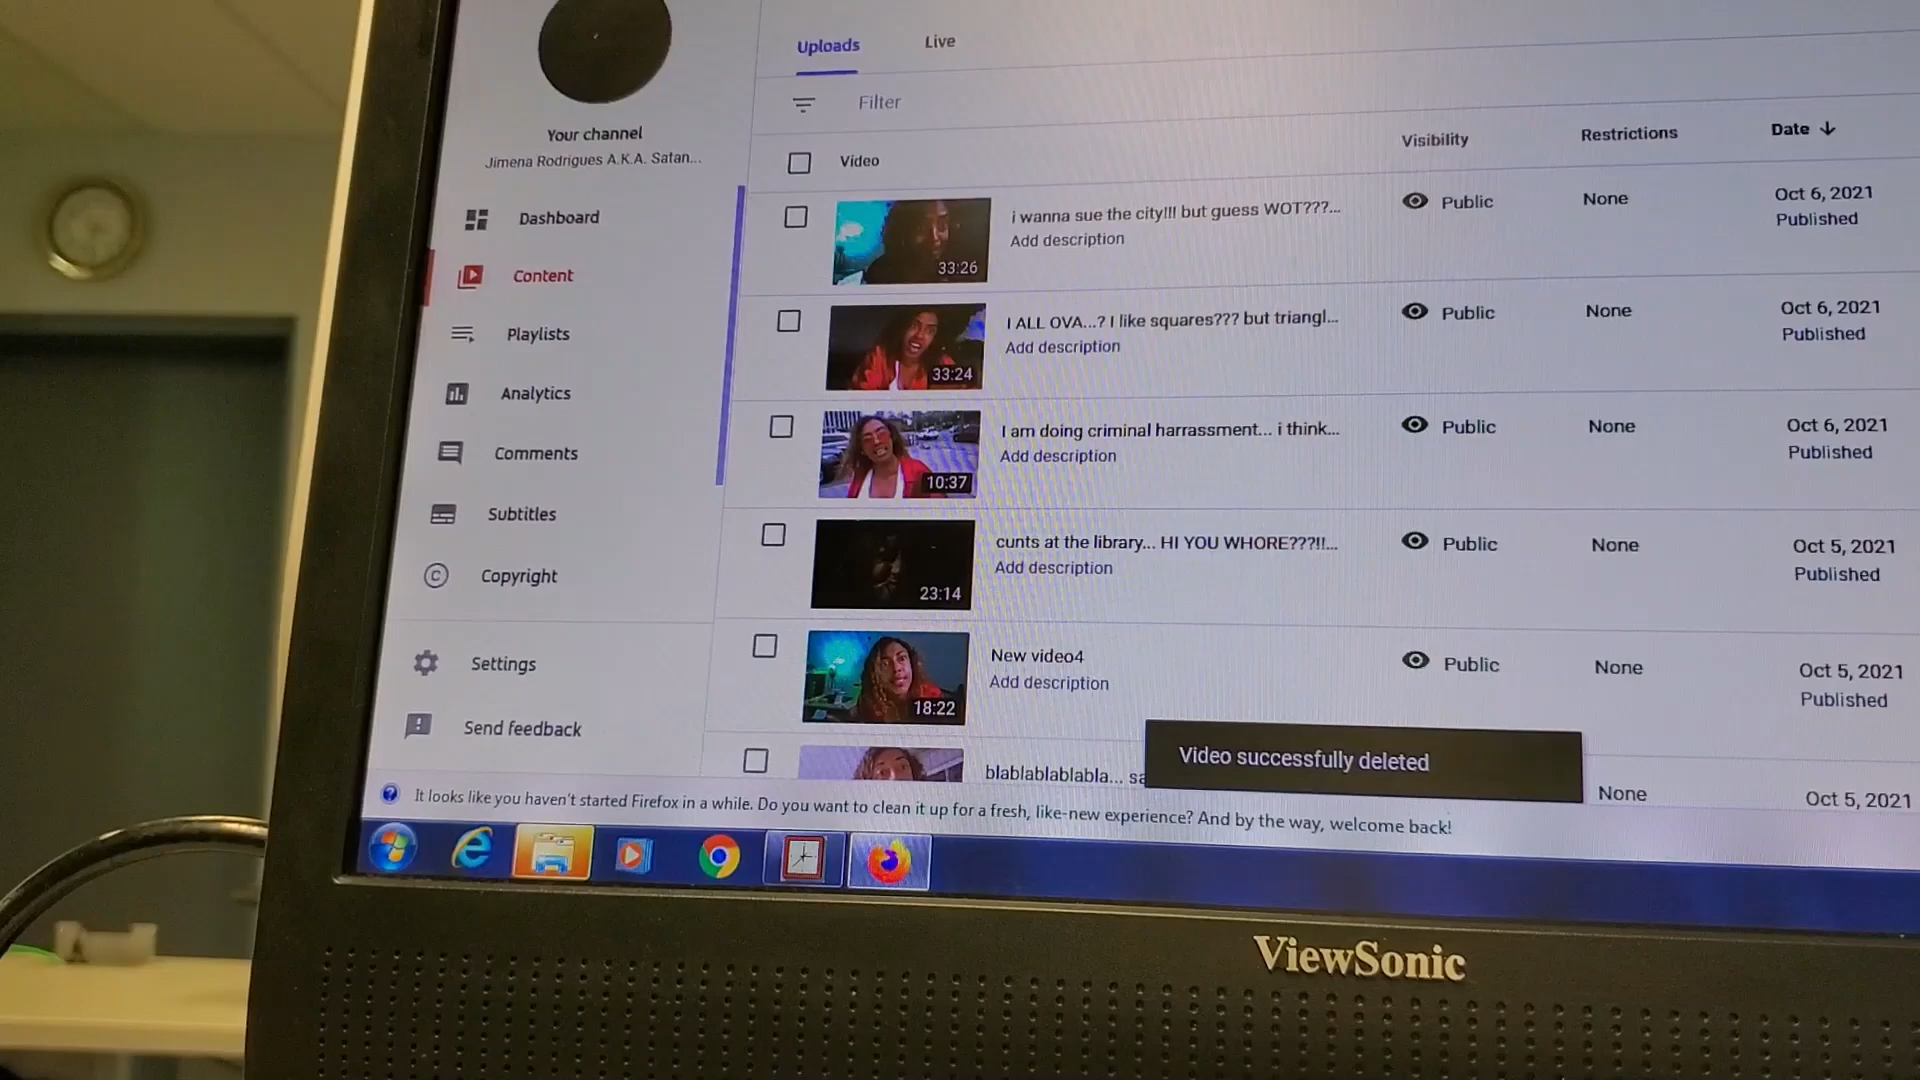 Uploads
Live
Filter
Your channel
Jimena Rodrigues A.K.A. Satan...
Dashboard
Content
Playlists
Analytics
Comments
Subtitles
Copyright
Settings
Send feedback
Video
Visibility
Restrictions
Date
33:26
i wanna sue the city!!! but guess WOT???...
Add description
Public
None
Oct 6, 2021
Published
33:24
I ALL OVA...? I like squares??? but triangl...
Add description
Public
None
Oct 6, 2021
Published
10:37
I am doing criminal harrassment... i think...
Add description
Public
None
Oct 6, 2021
Published
23:14
cunts at the library... HI YOU WHORE???!!...
Add description
Public
None
Oct 5, 2021
Published
18:22
New video4
Add description
Public
None
Oct 5, 2021
Published
blablablablabla... sa
None
Oct 5, 2021
Video successfully deleted
It looks like you haven't started Firefox in a while. Do you want to clean it up for a fresh, like-new experience? And by the way, welcome back!
ViewSonic